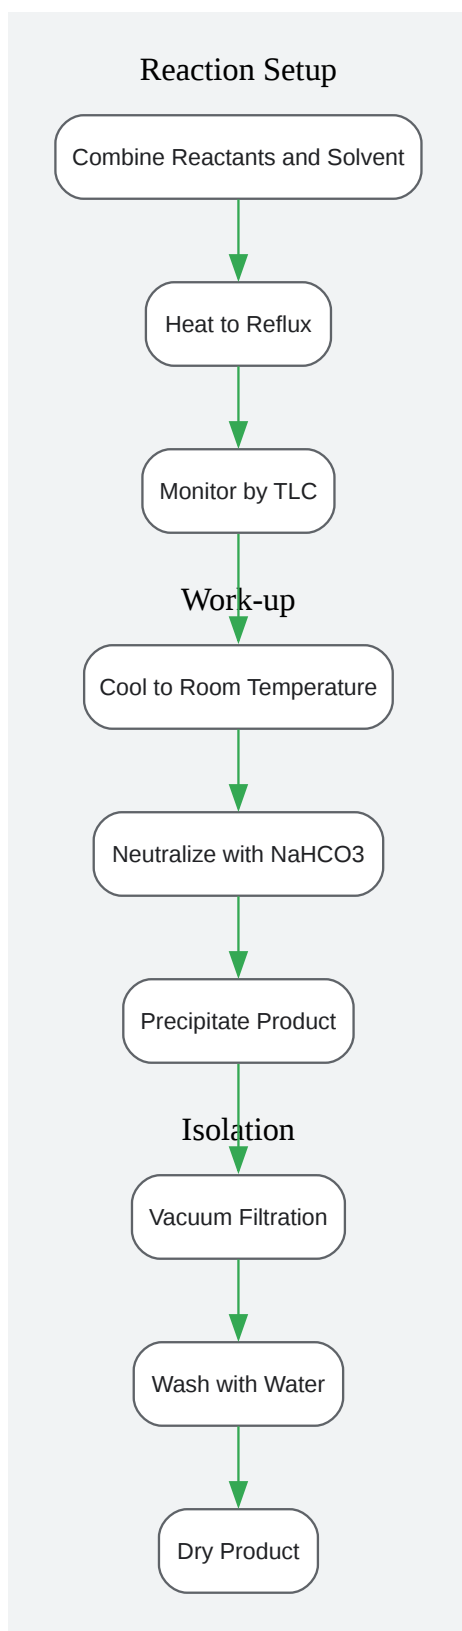 Reaction Setup
Combine Reactants and Solvent
Heat to Reflux
Monitor by TLC
Work-up
Cool to Room Temperature
Neutralize with NaHCO3
Precipitate Product
Isolation
Vacuum Filtration
Wash with Water
Dry Product